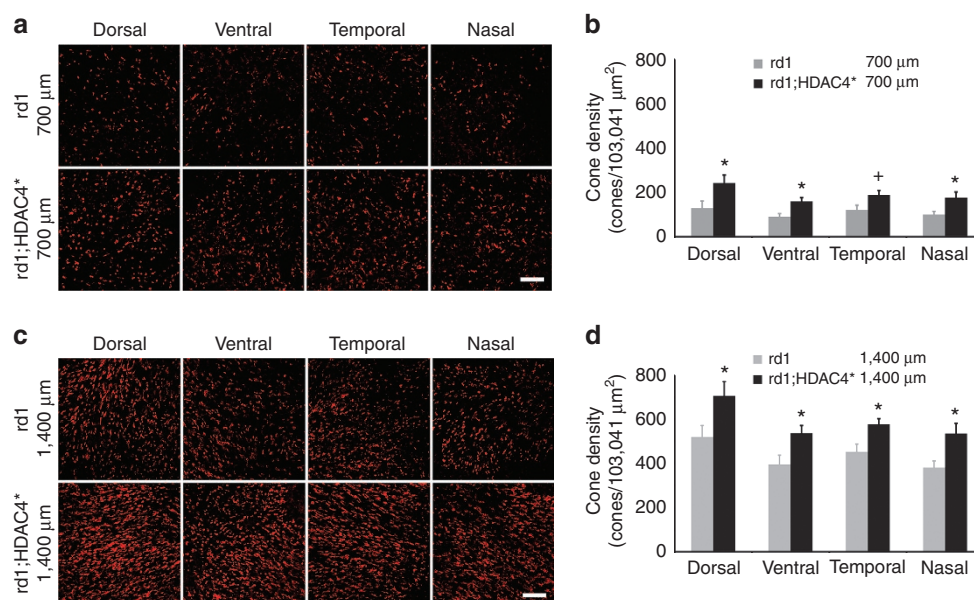 a
Dorsal Ventral Temporal Nasal
rd1
700 µm
rd1;HDAC4*
700 µm
b
Cone density
(cones/103,041 µm²)
800
600
400
200
0
rd1 700 µm
rd1;HDAC4* 700 µm
* * + *
Dorsal Ventral Temporal Nasal
c
Dorsal Ventral Temporal Nasal
rd1
1,400 µm
rd1;HDAC4*
1,400 µm
d
Cone density
(cones/103,041 µm²)
800
600
400
200
0
rd1 1,400 µm
rd1;HDAC4* 1,400 µm
* * * *
Dorsal Ventral Temporal Nasal